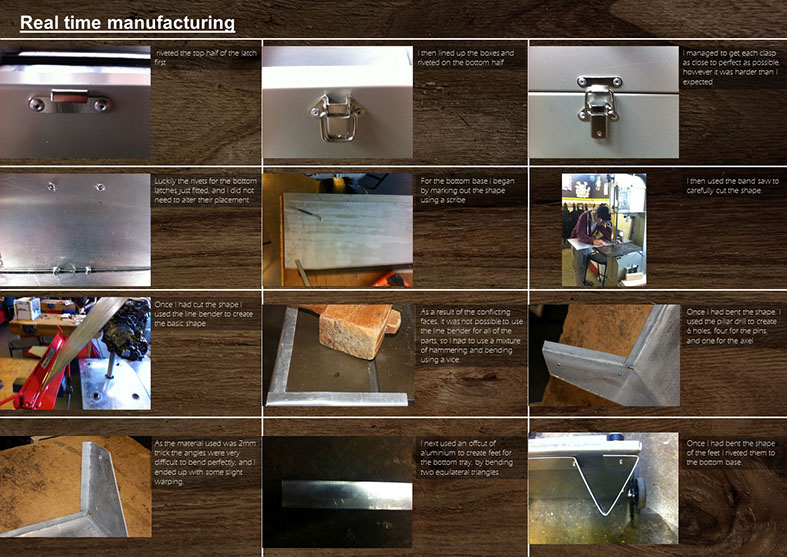 Real time manufacturing
riveted the top half of the latch
first
I then lined up the boxes and
riveted on the bottom half
I managed to get each clasp
as close to perfect as possible,
however it was harder than I
expected
Luckily the rivets for the bottom
latches just fitted, and I did not
need to alter their placement
For the bottom base I began
by marking out the shape
using a scribe
I then used the band saw to
carefully cut the shape.
Once I had cut the shape I
used the line bender to create
the basic shape
As a result of the conflicting
faces, it was not possible to use
the line bender for all of the
parts, so I had to use a mixture
of hammering and bending
using a vice.
Once I had bent the shape, I
used the pillar drill to create
6 holes, four for the pins,
and one for the axel
As the material used was 2mm
thick the angles were very
difficult to bend perfectly, and I
ended up with some slight
warping.
I next used an offcut of
aluminium to create feet for
the bottom tray, by bending
two equilateral triangles
Once I had bent the shape
of the feet I riveted them to
the bottom base.